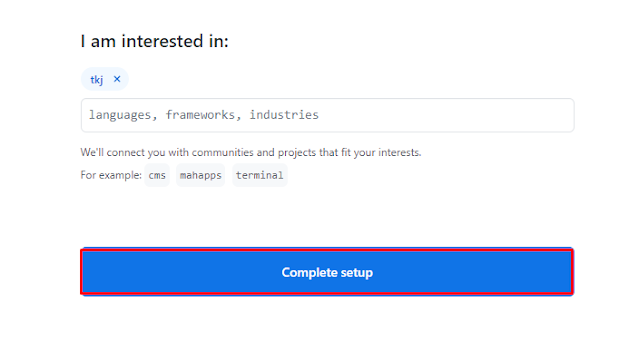 I am interested in:
tkj ×
languages, frameworks, industries
We'll connect you with communities and projects that fit your interests.
For example: cms mahapps terminal
Complete setup